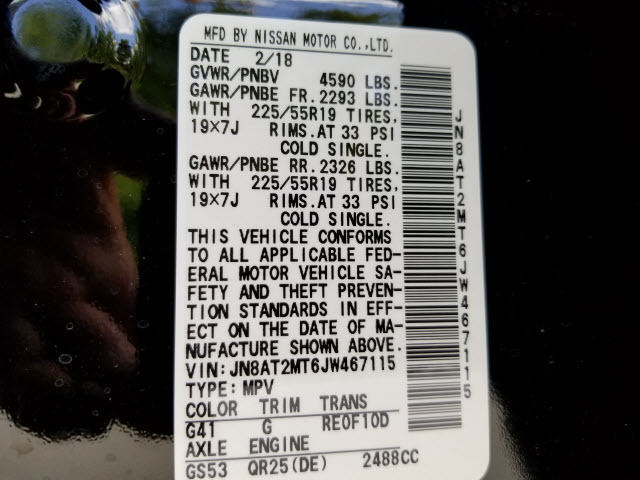 MFD BY NISSAN MOTOR CO.,LTD.
DATE 2/18
GVWR/PNBV 4590 LBS.
GAWR/PNBE FR. 2293 LBS.
WITH 225/55R19 TIRES,
19×7J RIMS.AT 33 PSI
COLD SINGLE.
GAWR/PNBE RR. 2326 LBS.
WITH 225/55R19 TIRES,
19×7J RIMS.AT 33 PSI
COLD SINGLE.
THIS VEHICLE CONFORMS
TO ALL APPLICABLE FED-
ERAL MOTOR VEHICLE SA-
FETY AND THEFT PREVEN-
TION STANDARDS IN EFF-
ECT ON THE DATE OF MA-
NUFACTURE SHOWN ABOVE.
VIN: JN8AT2MT6JW467115
TYPE: MPV
COLOR TRIM TRANS
G41 G RE0F10D
AXLE ENGINE
GS53 QR25(DE) 2488CC
JN8AT2MT6JW467115